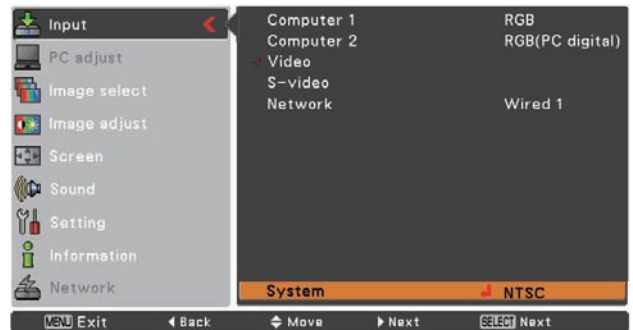 Input
PC adjust
Image select
Image adjust
Screen
Sound
Setting
Information
Network
Computer 1 RGB
Computer 2 RGB(PC digital)
Video
S-video
Network Wired 1
System NTSC
MENU Exit Back Move Next SELECT Next